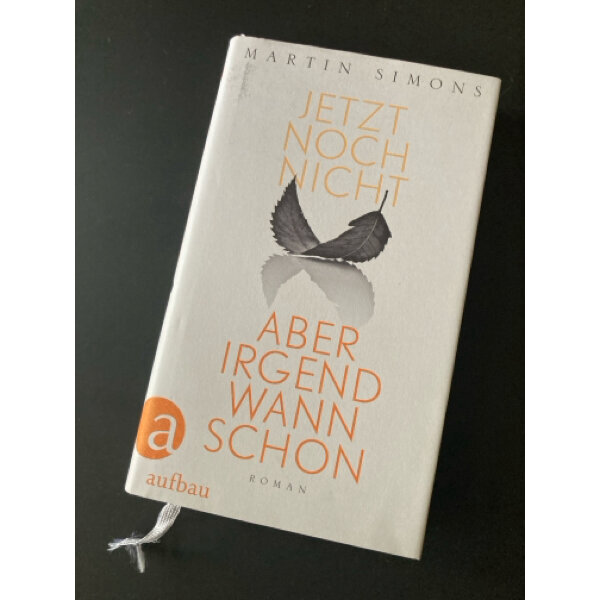 MARTIN SIMONS
JETZT
NOCH
NICHT
ABER
IRGEND
WANN
SCHON
ROMAN
a
aufbau